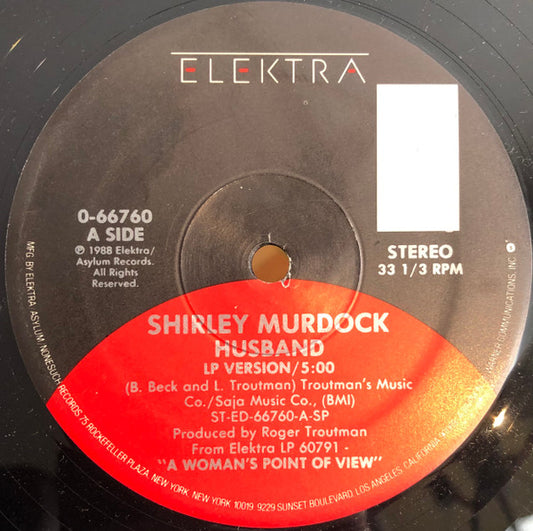 ELEKTRA
0-66760
A SIDE
℗ 1988 Elektra/
Asylum Records.
All Rights
Reserved.
STEREO
33 1/3 RPM
SHIRLEY MURDOCK
HUSBAND
LP VERSION/5:00
(B. Beck and L. Troutman) Troutman's Music
Co./Saja Music Co., (BMI)
ST-ED-66760-A-SP
Produced by Roger Troutman
From Elektra LP 60791 -
"A WOMAN'S POINT OF VIEW"
MFG BY ELEKTRA/ASYLUM/NONESUCH RECORDS 75 ROCKEFELLER PLAZA, NEW YORK, NEW YORK 10019. 9229 SUNSET BOULEVARD, LOS ANGELES, CALIFORNIA WARNER COMMUNICATIONS INC.